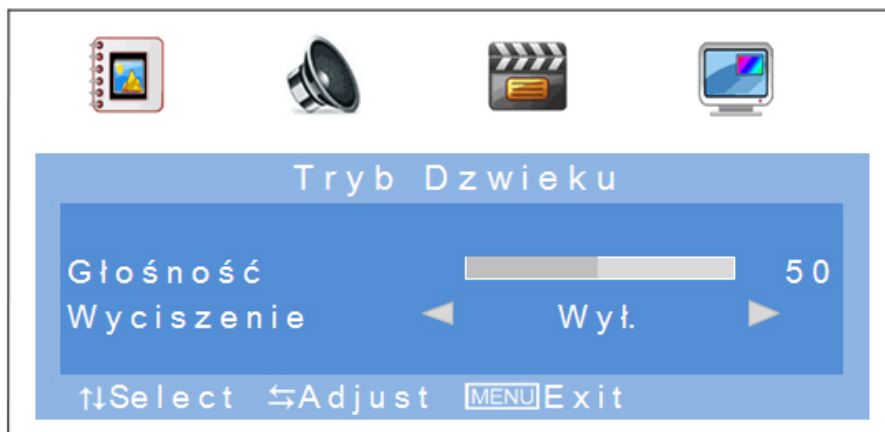 Tryb Dzwieku
Głośność 50
Wyciszenie ◀ Wył. ▶
↑↓Select ⇆Adjust MENU Exit